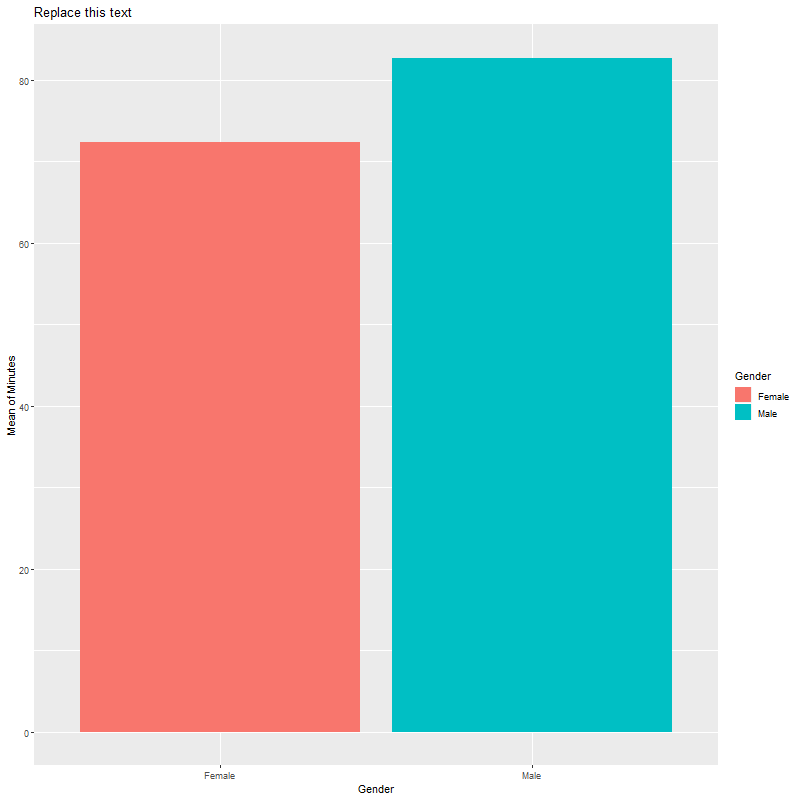 Replace this text
80
60
40
20
0
Mean of Minutes
Female
Male
Gender
Gender
Female
Male